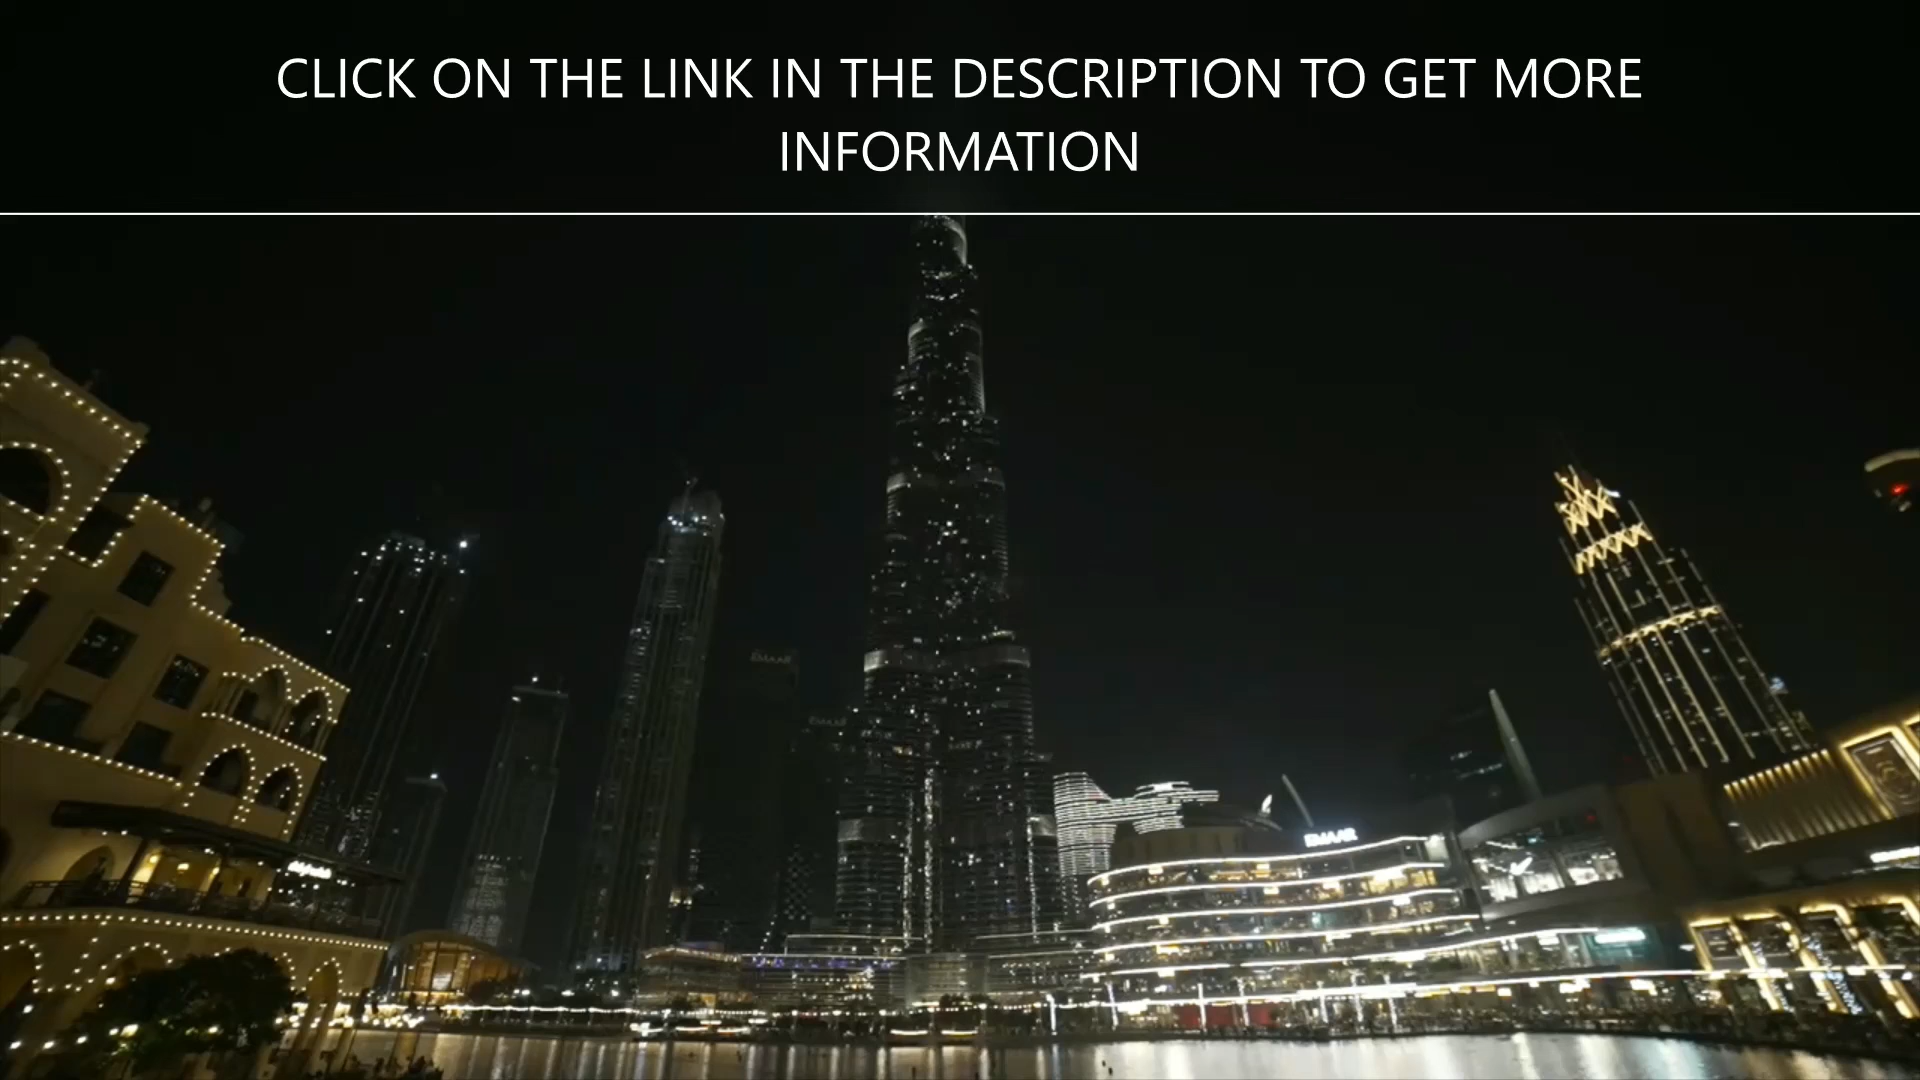 CLICK ON THE LINK IN THE DESCRIPTION TO GET MORE
INFORMATION
EMAAR